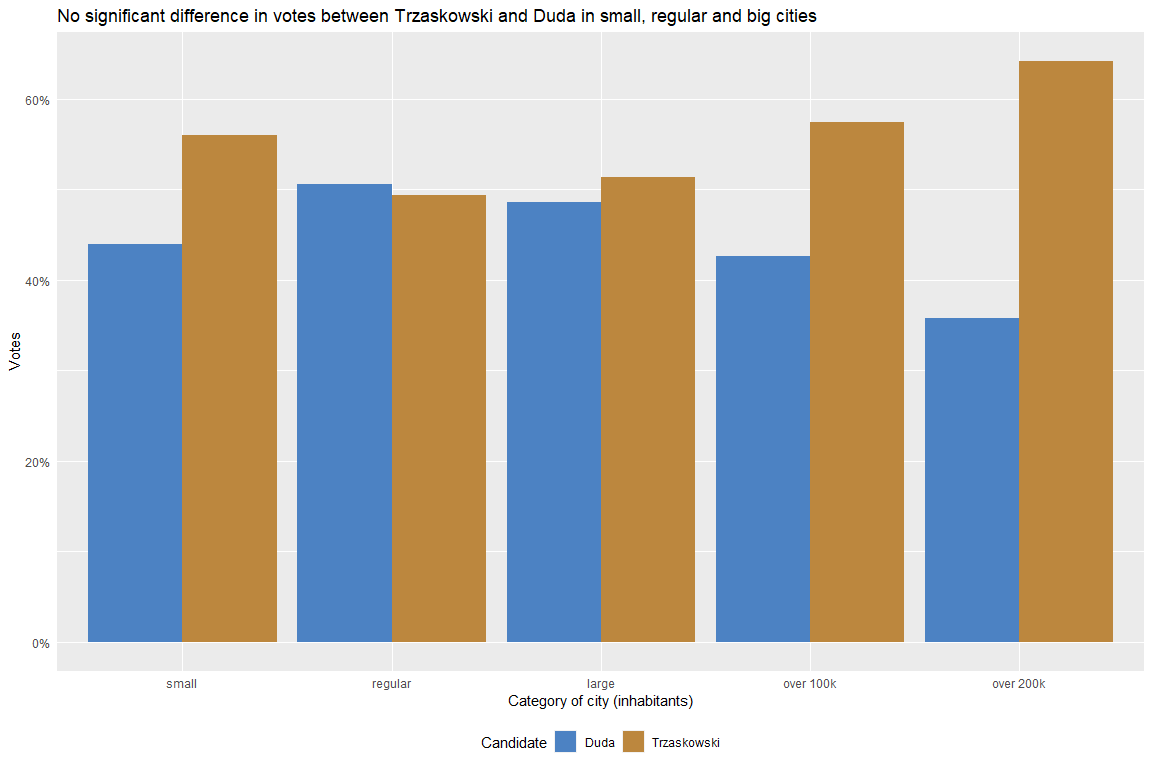 No significant difference in votes between Trzaskowski and Duda in small, regular and big cities
Votes
60%
40%
20%
0%
small regular large over 100k over 200k
Category of city (inhabitants)
Candidate Duda Trzaskowski